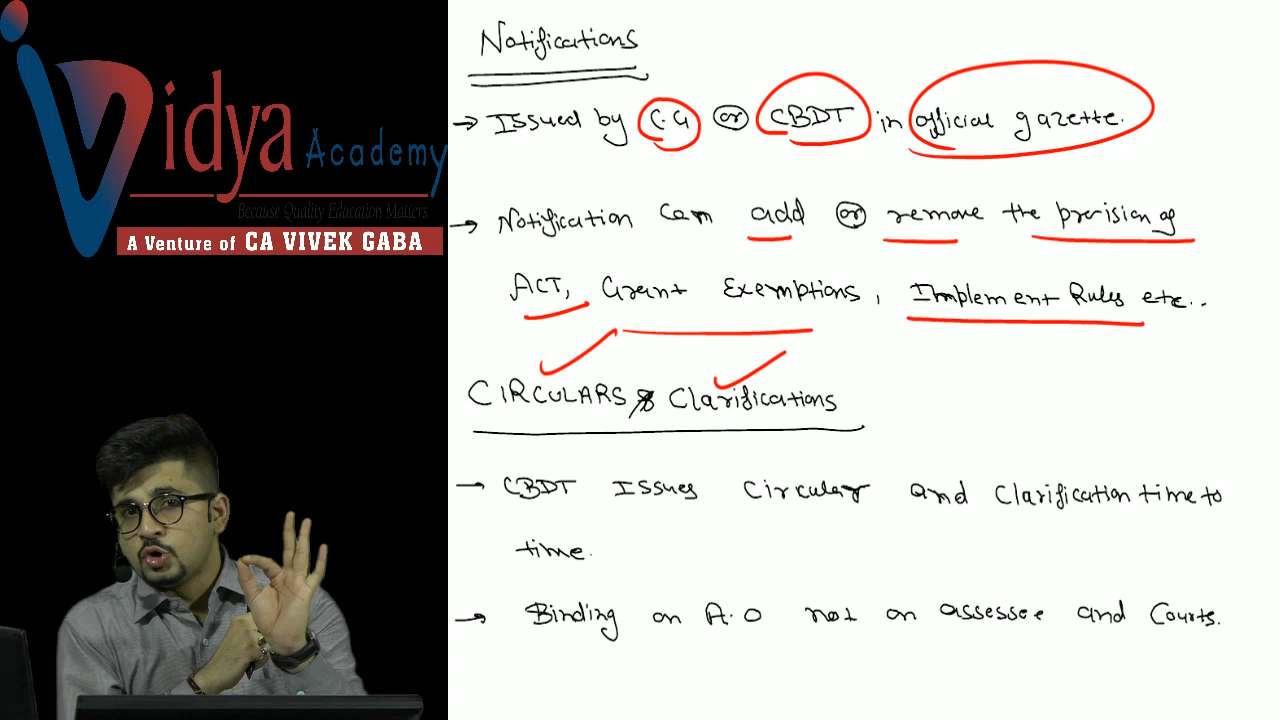 Vidya Academy
Because Quality Education Matters
A Venture of CA VIVEK GABA
Notifications
→ Issued by C.G or CBDT in official gazette.
→ Notification Can add or remove the provision of
ACT, Grant Exemptions, Implement Rules etc..
CIRCULARS & Clarifications
→ CBDT Issues Circular and Clarification time to
time.
→ Binding on A.O not on assessee and Courts.